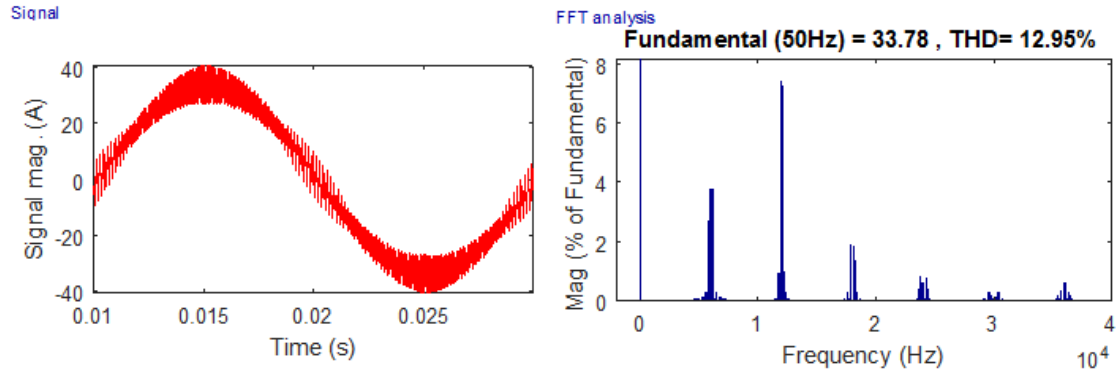 Signal
40
20
0
-20
-40
Signal mag. (A)
0.01 0.015 0.02 0.025
Time (s)
FFT analysis
Fundamental (50Hz) = 33.78 , THD= 12.95%
8
6
4
2
0
Mag (% of Fundamental)
0 1 2 3 4
10^4
Frequency (Hz)